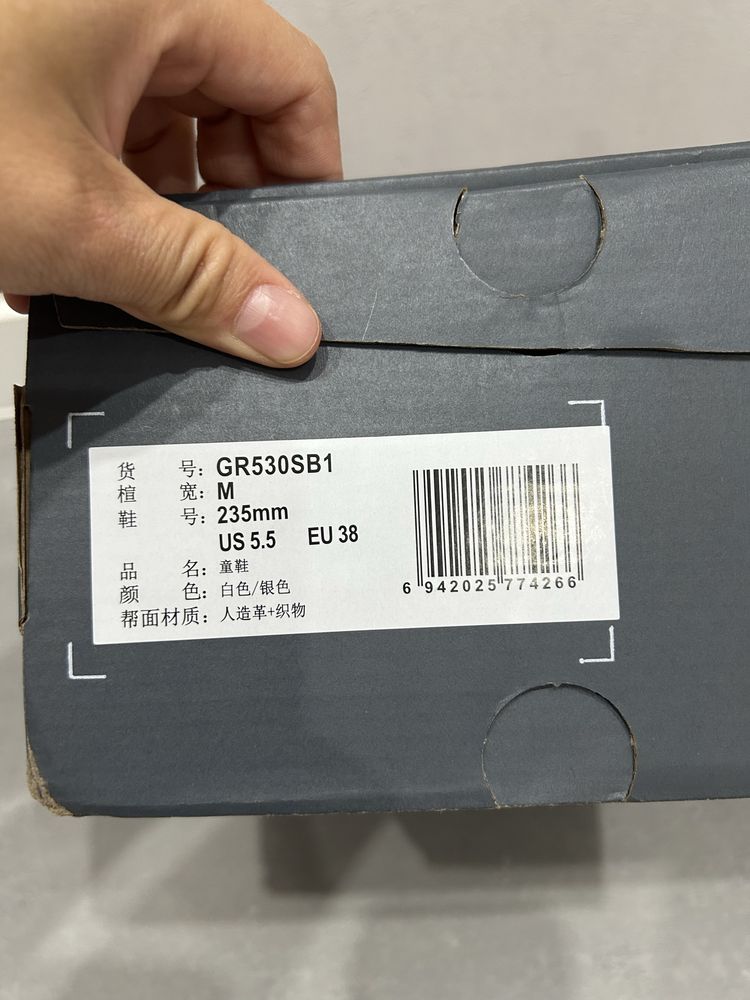 货 号：GR530SB1
楦 宽：M
鞋 号：235mm
US 5.5 EU 38
品 名：童鞋
颜 色：白色/银色
帮面材质：人造革+织物
6 942025 774266